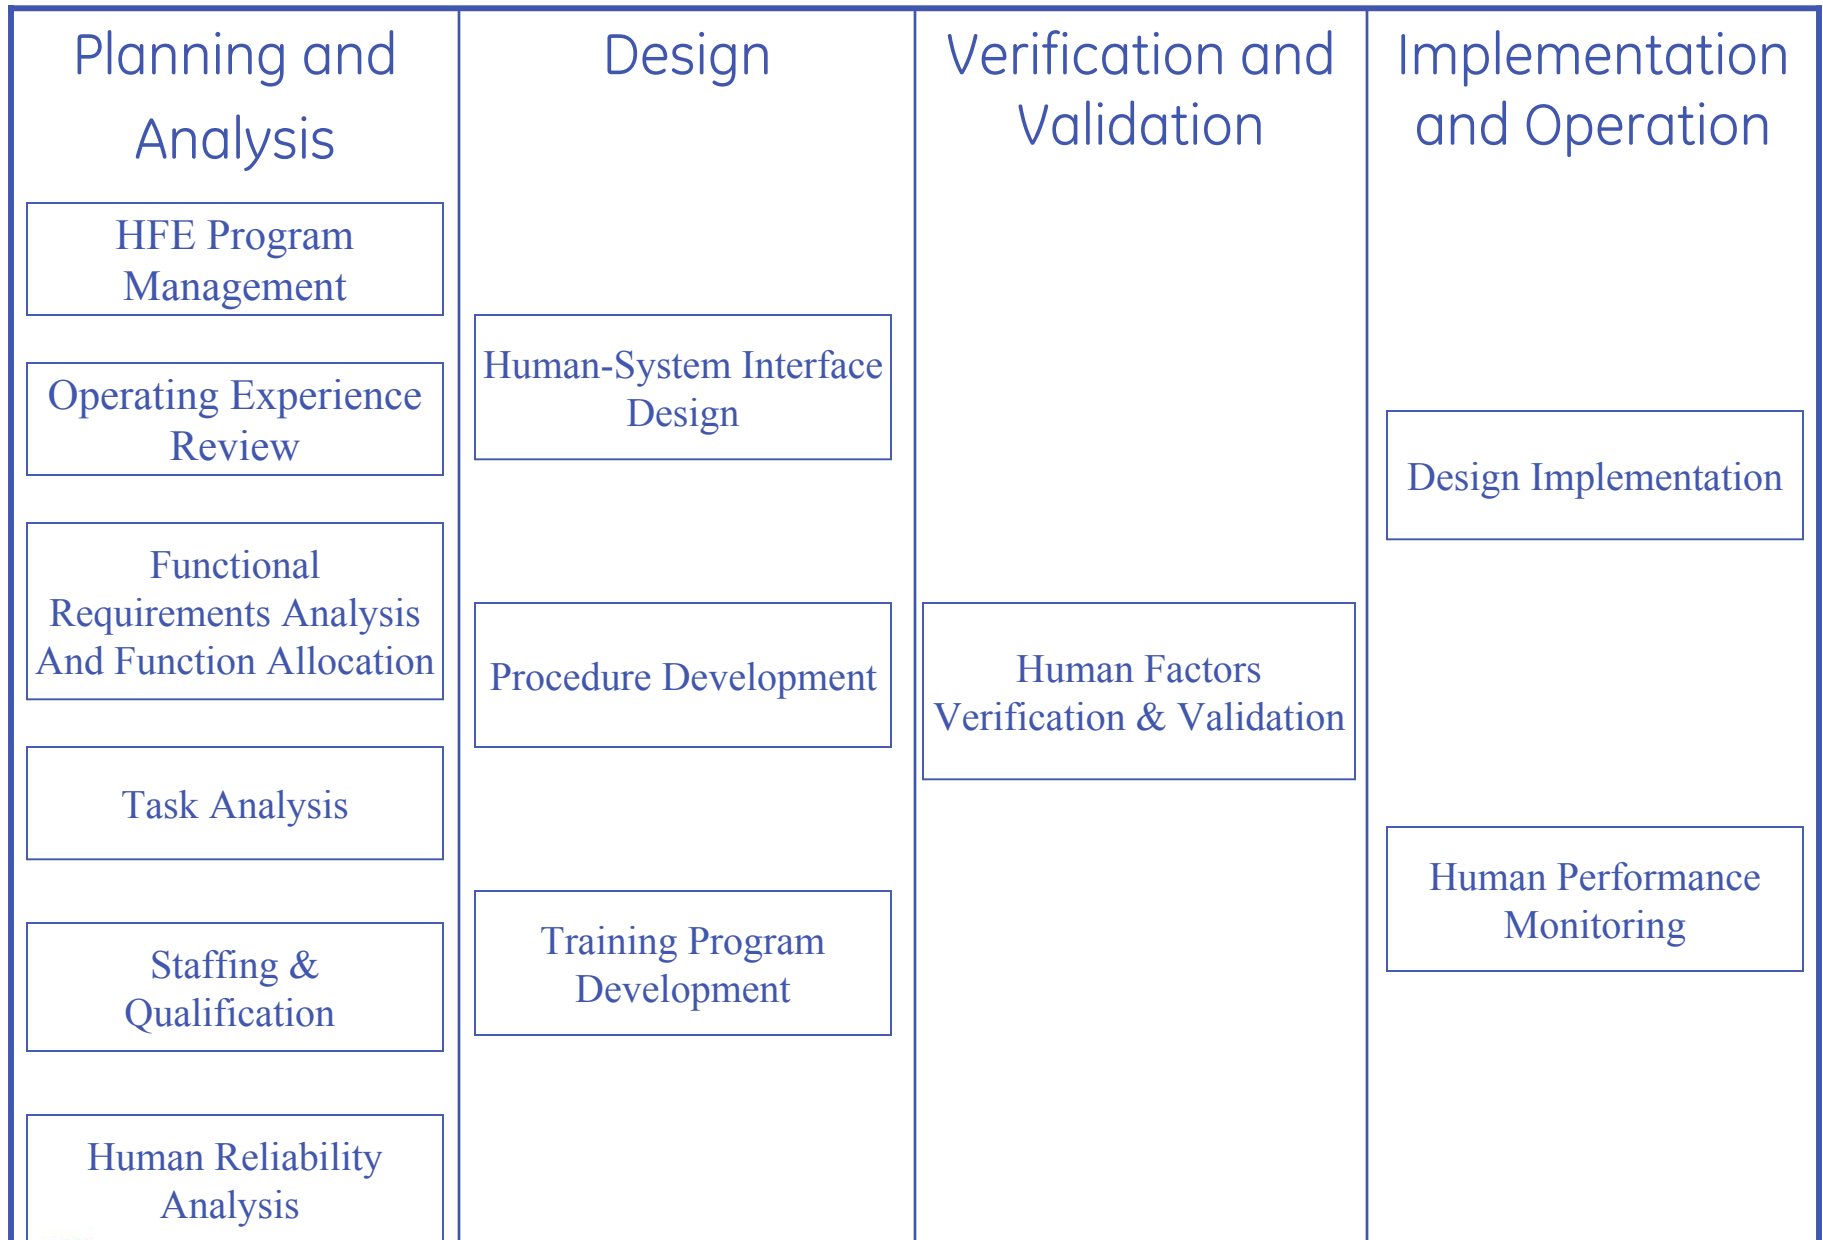 Planning and
Analysis
HFE Program
Management
Operating Experience
Review
Functional
Requirements Analysis
And Function Allocation
Task Analysis
Staffing &
Qualification
Human Reliability
Analysis
Design
Human-System Interface
Design
Procedure Development
Training Program
Development
Verification and
Validation
Human Factors
Verification & Validation
Implementation
and Operation
Design Implementation
Human Performance
Monitoring